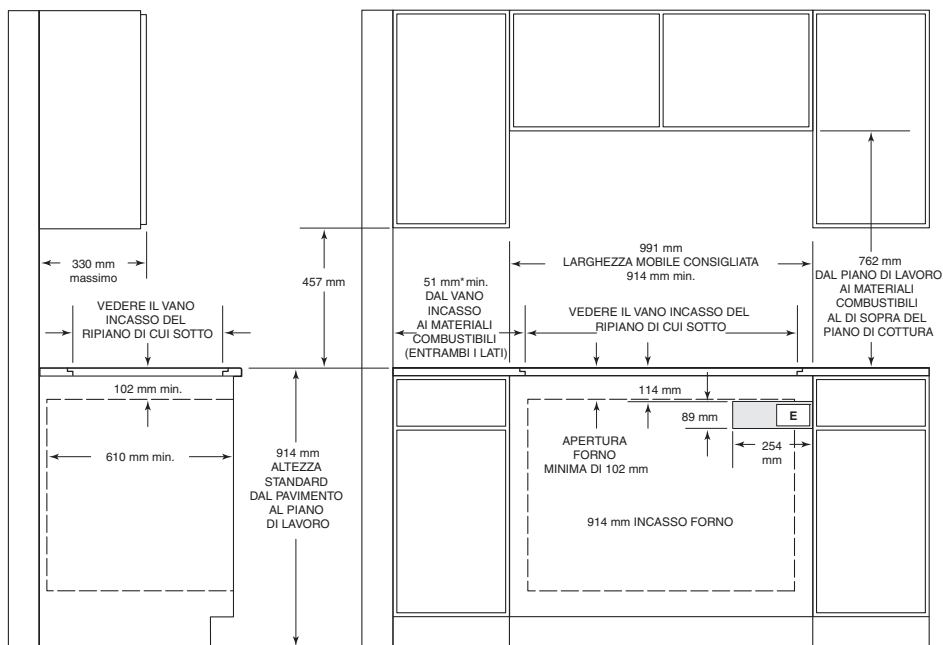 330 mm
massimo
457 mm
VEDERE IL VANO
INCASSO DEL
RIPIANO DI CUI SOTTO
102 mm min.
610 mm min.
914 mm
ALTEZZA
STANDARD
DAL PAVIMENTO
AL PIANO
DI LAVORO
991 mm
LARGHEZZA MOBILE CONSIGLIATA
914 mm min.
51 mm* min.
DAL VANO
INCASSO
AI MATERIALI
COMBUSTIBILI
(ENTRAMBI I LATI)
VEDERE IL VANO INCASSO DEL
RIPIANO DI CUI SOTTO
762 mm
DAL PIANO DI LAVORO
AI MATERIALI
COMBUSTIBILI
AL DI SOPRA DEL
PIANO DI COTTURA
114 mm
89 mm
E
254
mm
APERTURA
FORNO
MINIMA DI 102 mm
914 mm INCASSO FORNO